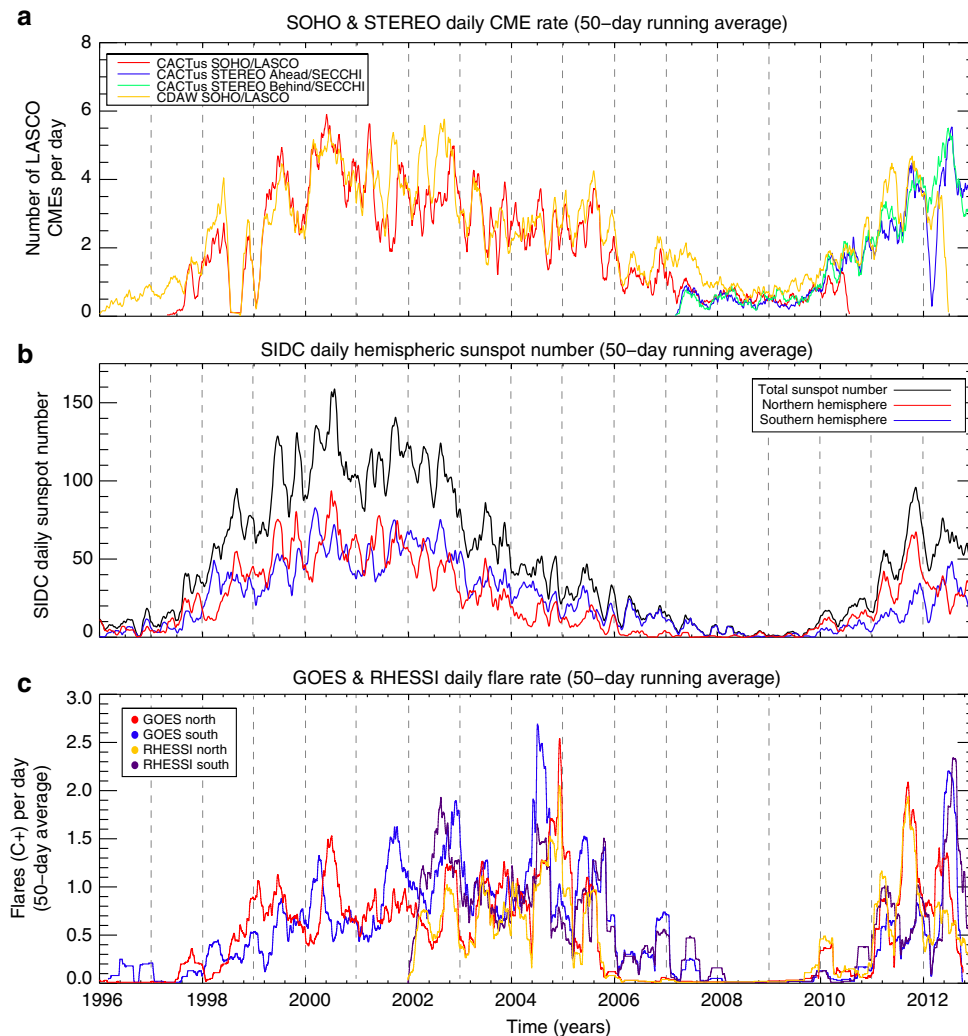 a
SOHO & STEREO daily CME rate (50−day running average)
8
6
4
2
0
Number of LASCO
CMEs per day
CACTus SOHO/LASCO
CACTus STEREO Ahead/SECCHI
CACTus STEREO Behind/SECCHI
CDAW SOHO/LASCO
b
SIDC daily hemispheric sunspot number (50−day running average)
150
100
50
0
SIDC daily sunspot number
Total sunspot number
Northern hemisphere
Southern hemisphere
c
GOES & RHESSI daily flare rate (50−day running average)
3.0
2.5
2.0
1.5
1.0
0.5
0.0
Flares (C+) per day
(50−day average)
GOES north
GOES south
RHESSI north
RHESSI south
1996 1998 2000 2002 2004 2006 2008 2010 2012
Time (years)